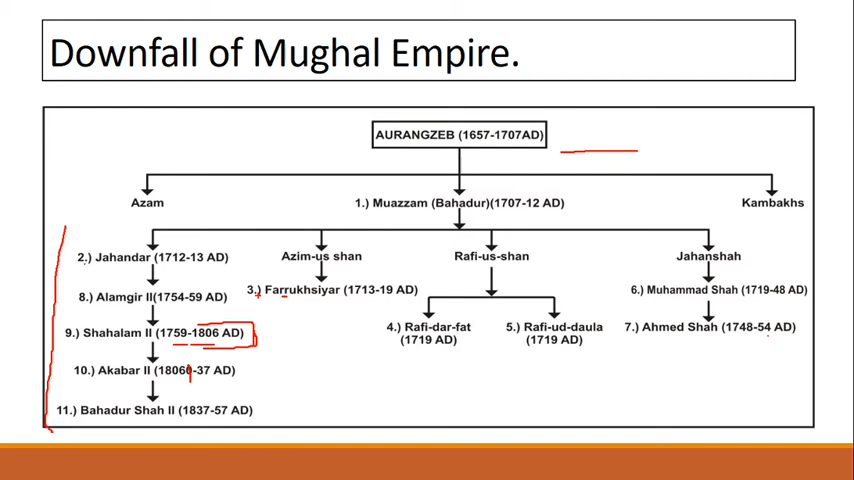 Downfall of Mughal Empire.
AURANGZEB (1657-1707AD)
Azam
1.) Muazzam (Bahadur)(1707-12 AD)
Kambakhs
2.) Jahandar (1712-13 AD)
Azim-us shan
Rafi-us-shan
Jahanshah
3.) Farrukhsiyar (1713-19 AD)
6.) Muhammad Shah (1719-48 AD)
8.) Alamgir II(1754-59 AD)
4.) Rafi-dar-fat
(1719 AD)
5.) Rafi-ud-daula
(1719 AD)
7.) Ahmed Shah (1748-54 AD)
9.) Shahalam II (1759-1806 AD)
10.) Akabar II (18060-37 AD)
11.) Bahadur Shah II (1837-57 AD)